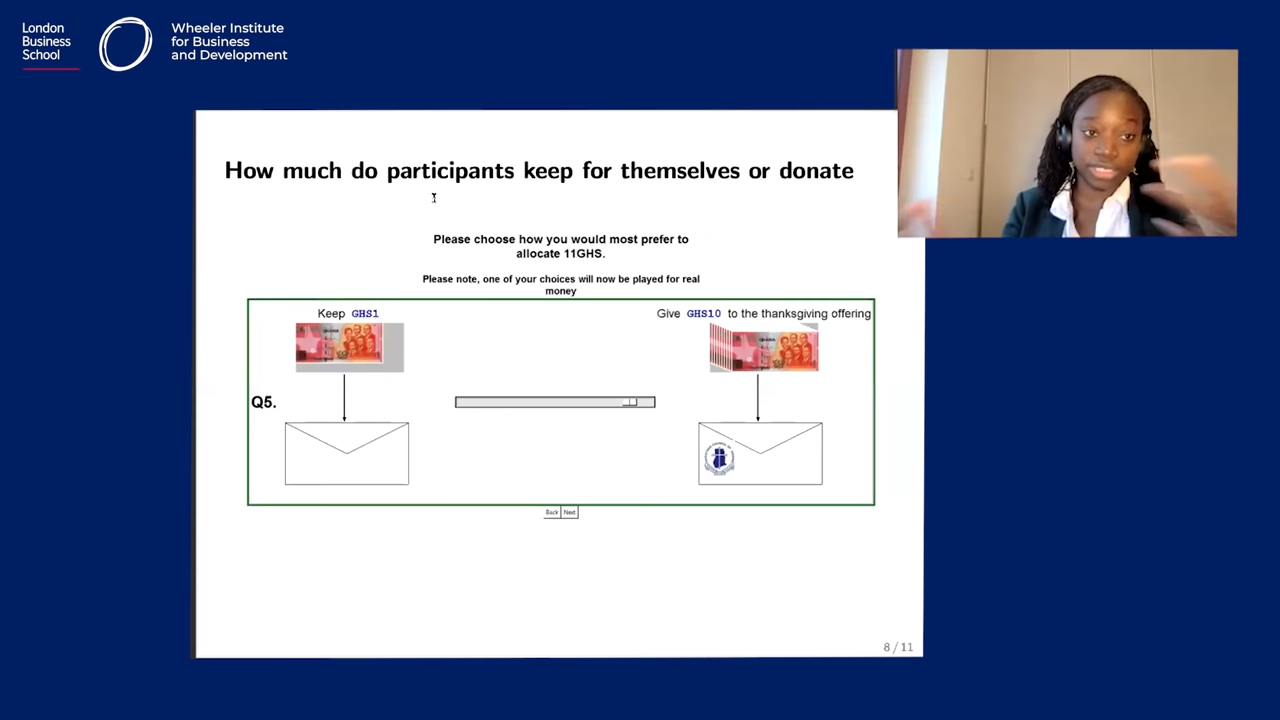 London
Business
School
Wheeler Institute
for Business
and Development
How much do participants keep for themselves or donate
Please choose how you would most prefer to
allocate 11GHS.
Please note, one of your choices will now be played for real
money
Keep GHS1
Give GHS10 to the thanksgiving offering
Q5.
Back Next
8 / 11